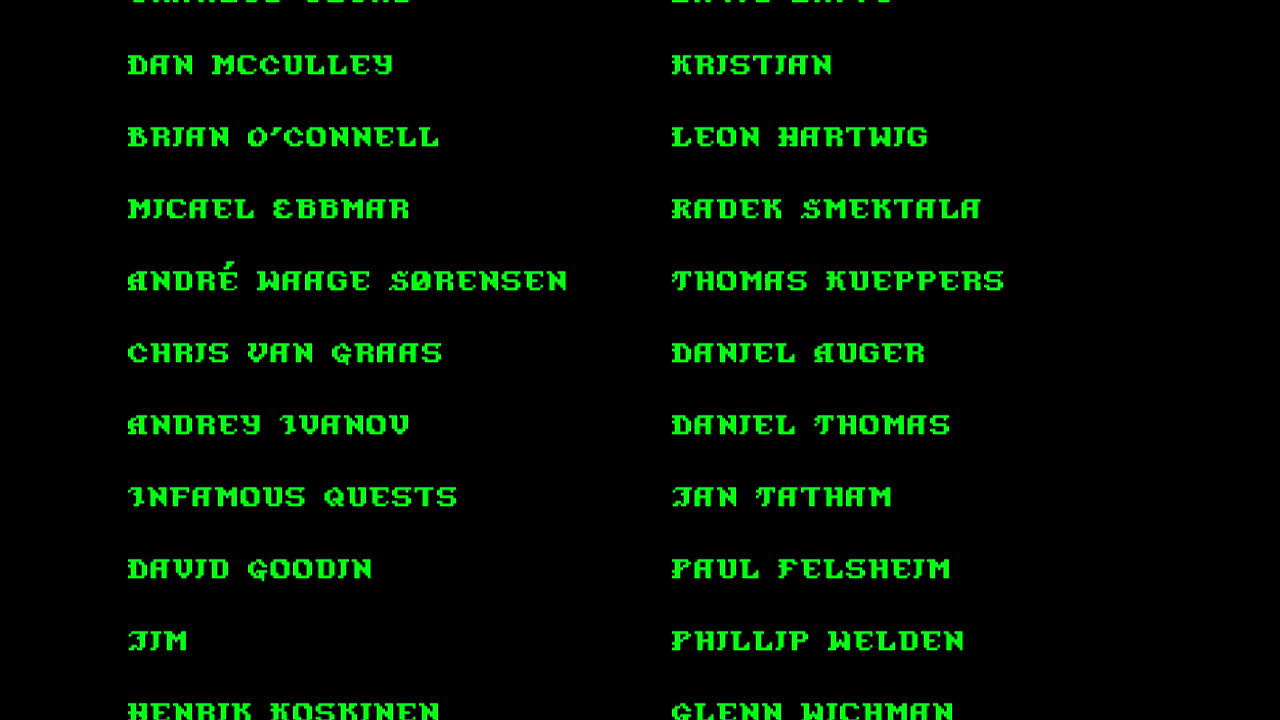 DAN MCCULLEY
BRIAN O'CONNELL
MICAEL EBBMAR
ANDRÉ WAAGE SØRENSEN
CHRIS VAN GRAAS
ANDREY IVANOV
INFAMOUS QUESTS
DAVID GOODIN
JIM
HENRIK KOSKINEN
KRISTIAN
LEON HARTWIG
RADEK SMEKTALA
THOMAS KUEPPERS
DANIEL AUGER
DANIEL THOMAS
JAN TATHAM
PAUL FELSHEIM
PHILLIP WELDEN
GLENN WICHMAN